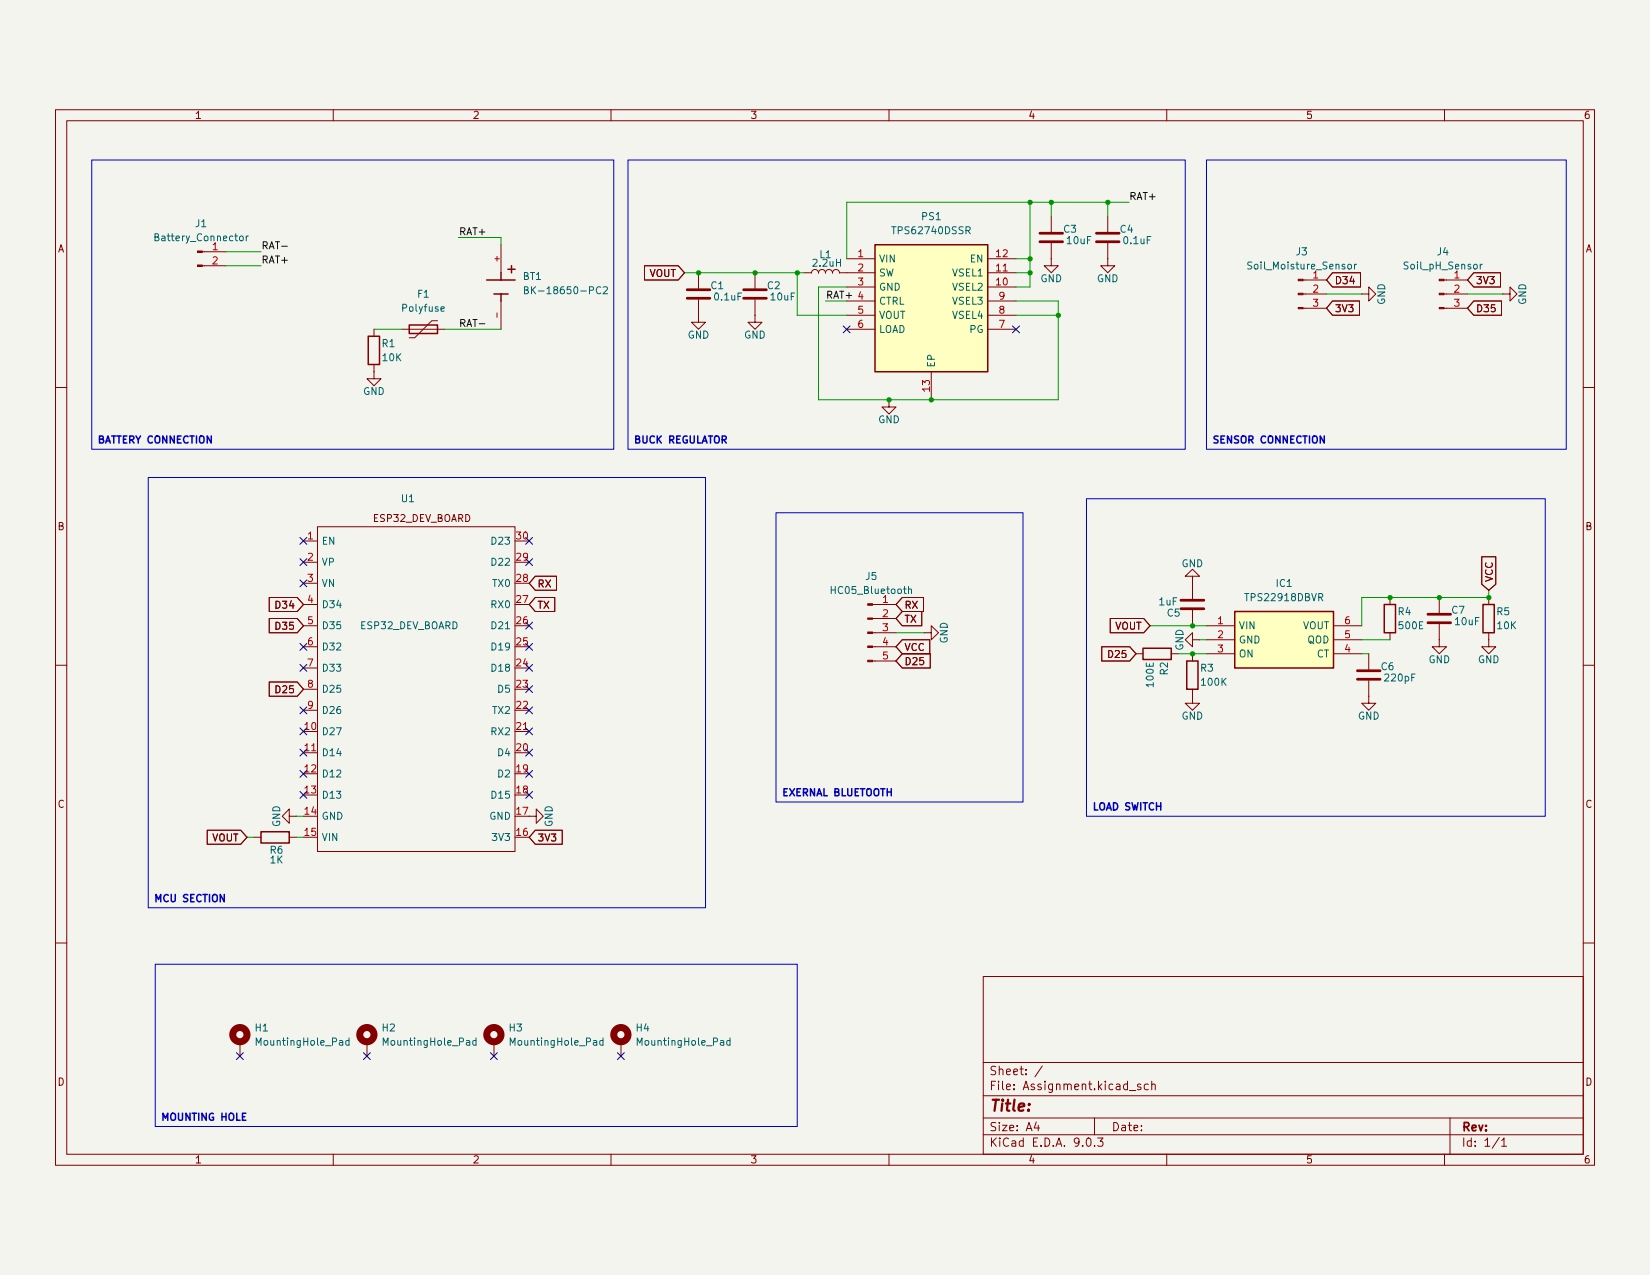 1 2 3 4 5 6
A A
B B
C C
D D
J1
Battery_Connector
1 RAT-
2 RAT+
RAT+
+
+
BT1
BK-18650-PC2
-
F1
Polyfuse
RAT-
R1
10K
GND
BATTERY CONNECTION
RAT+
PS1
TPS62740DSSR
VOUT
L1
2.2uH
C1
0.1uF
GND
C2
10uF
GND
RAT+
1 VIN
2 SW
3 GND
4 CTRL
5 VOUT
6 LOAD
EN 12
VSEL1 11
VSEL2 10
VSEL3 9
VSEL4 8
PG 7
EP
13
GND
C3
10uF
GND
C4
0.1uF
GND
BUCK REGULATOR
J3
Soil_Moisture_Sensor
1 D34
2 GND
3 3V3
J4
Soil_pH_Sensor
1 3V3
2 GND
3 D35
SENSOR CONNECTION
U1
ESP32_DEV_BOARD
ESP32_DEV_BOARD
1 EN
2 VP
3 VN
D34 4 D34
D35 5 D35
6 D32
7 D33
D25 8 D25
9 D26
10 D27
11 D14
12 D12
13 D13
GND 14 GND
VOUT 15 VIN
R6
1K
D23 30
D22 29
TX0 28 RX
RX0 27 TX
D21 26
D19 25
D18 24
D5 23
TX2 22
RX2 21
D4 20
D2 19
D15 18
GND 17 GND
3V3 16 3V3
MCU SECTION
J5
HC05_Bluetooth
1 RX
2 TX
3 GND
4 VCC
5 D25
EXERNAL BLUETOOTH
GND
1uF
C5
VOUT
GND
D25
100E
R2
R3
100K
GND
IC1
TPS22918DBVR
1 VIN
2 GND
3 ON
VOUT 6
QOD 5
CT 4
VCC
R4
500E
C7
10uF
GND
R5
10K
GND
C6
220pF
GND
LOAD SWITCH
H1
MountingHole_Pad
H2
MountingHole_Pad
H3
MountingHole_Pad
H4
MountingHole_Pad
MOUNTING HOLE
Sheet: /
File: Assignment.kicad_sch
Title:
Size: A4 Date: Rev:
KiCad E.D.A. 9.0.3 Id: 1/1
1 2 3 4 5 6